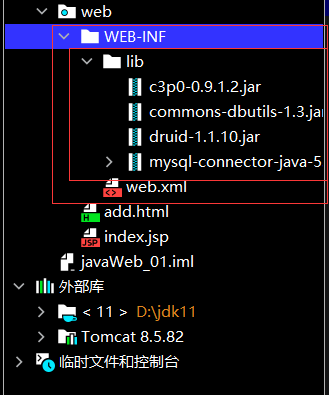 web
WEB-INF
lib
c3p0-0.9.1.2.jar
commons-dbutils-1.3.jar
druid-1.1.10.jar
mysql-connector-java-5
web.xml
add.html
index.jsp
javaWeb_01.iml
外部库
< 11 > D:\jdk11
Tomcat 8.5.82
临时文件和控制台